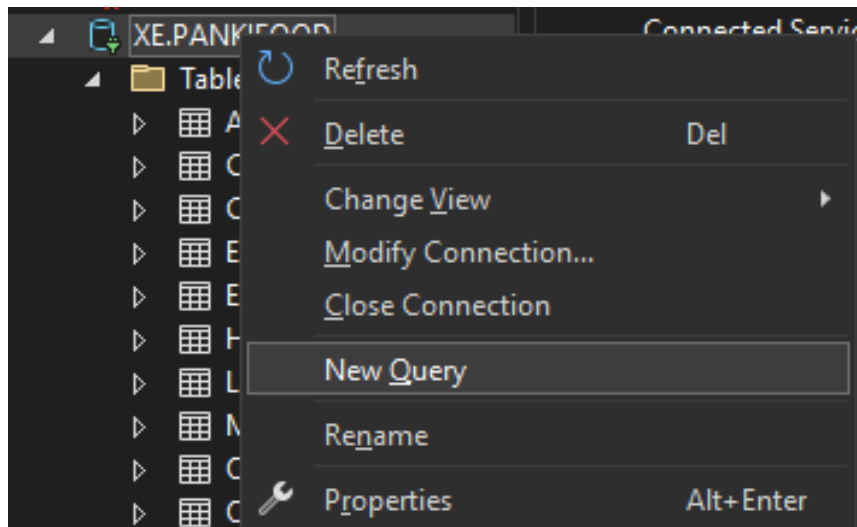 XE.PANKIFOOD
Connected Servic
Table
Refresh
A
Delete Del
C
Change View
C
E
Modify Connection...
E
Close Connection
H
New Query
L
M
Rename
C
Properties Alt+Enter
C